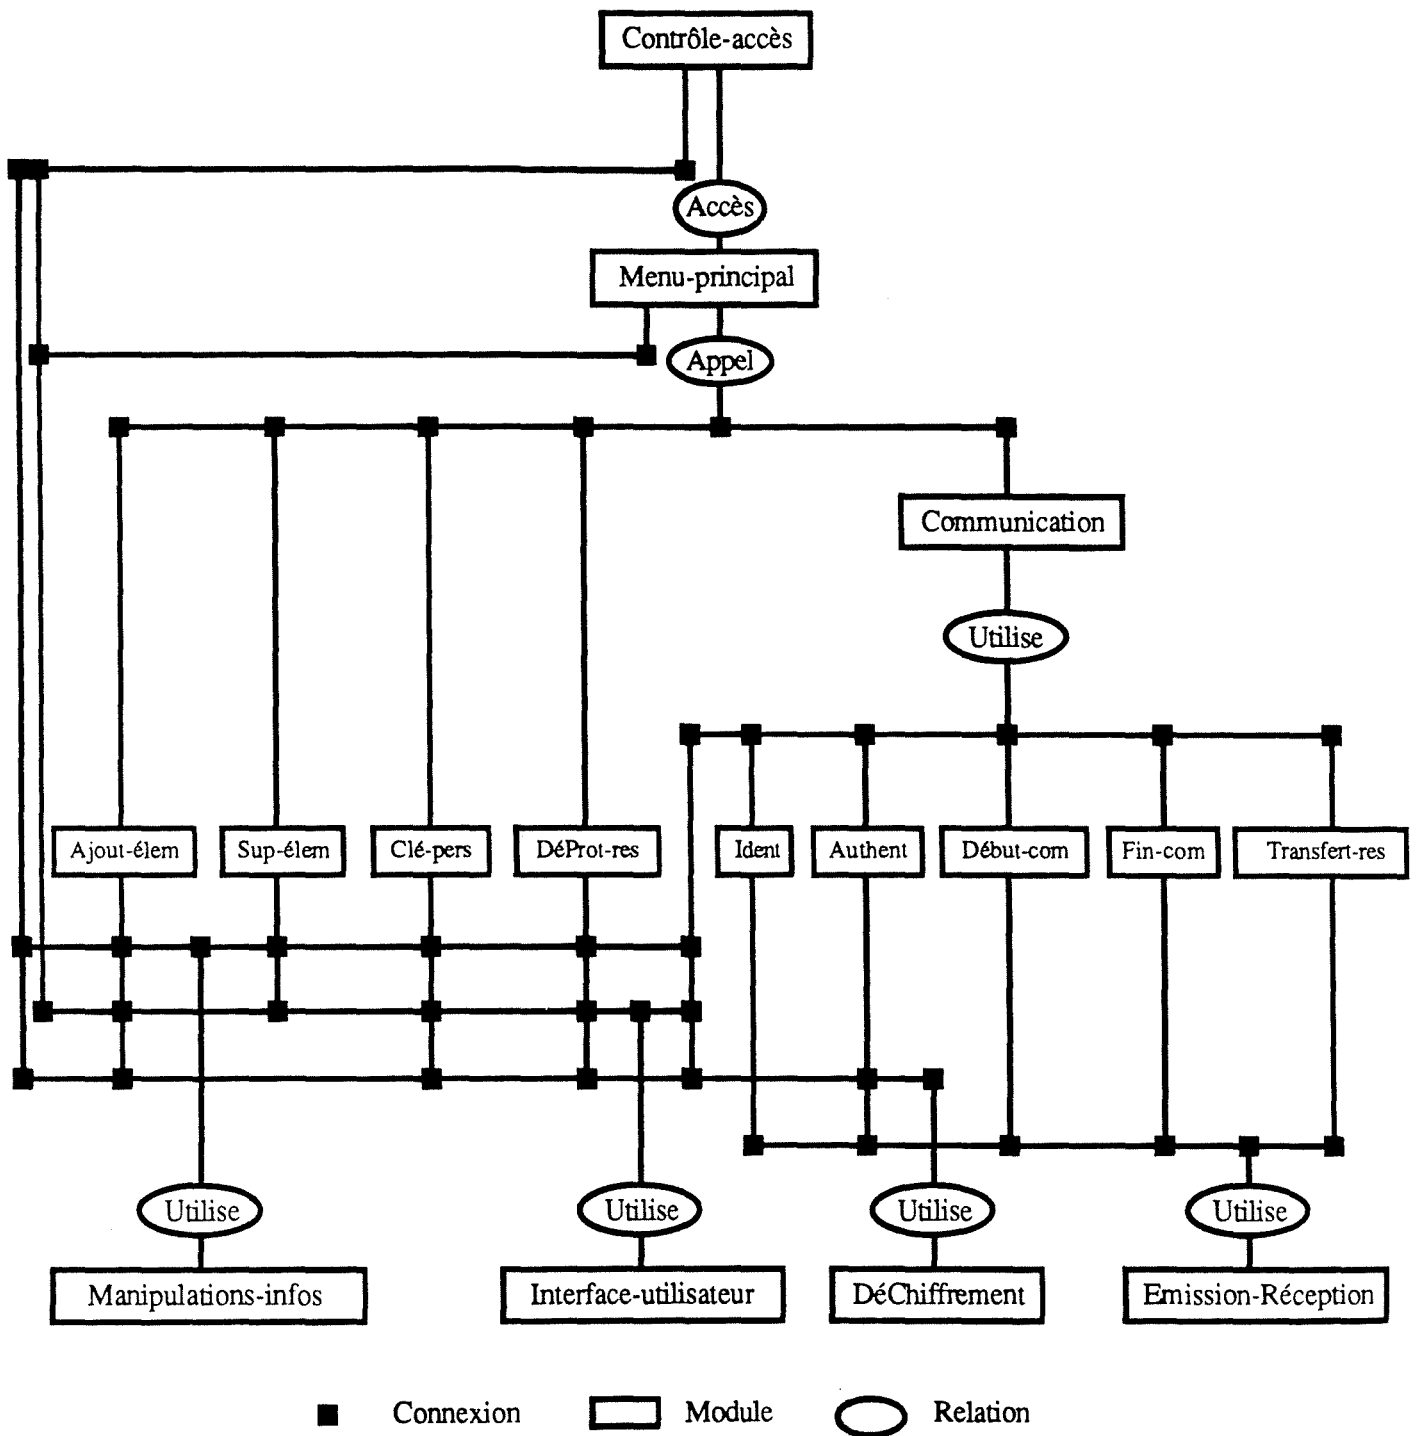 Contrôle-accès
Accès
Menu-principal
Appel
Communication
Utilise
Ajout-élem Sup-élem Clé-pers DéProt-res Ident Authent Début-com Fin-com Transfert-res
Utilise Utilise Utilise Utilise
Manipulations-infos Interface-utilisateur DéChiffrement Emission-Réception
Connexion Module Relation